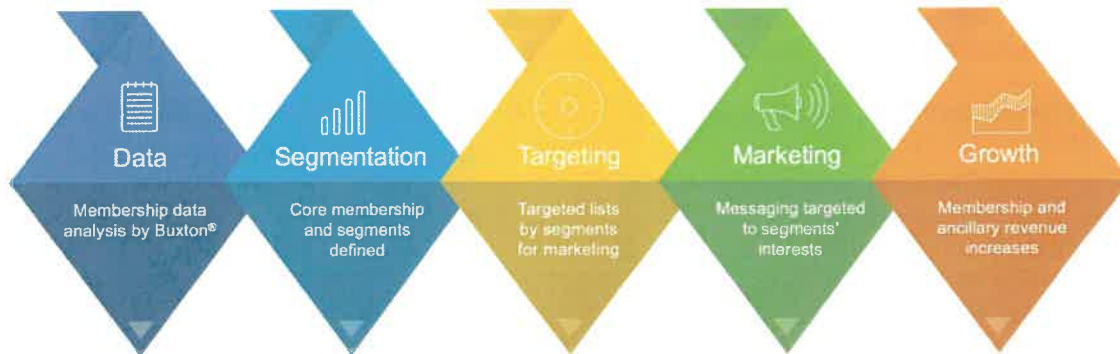 Data
Membership data
analysis by Buxton®
Segmentation
Core membership
and segments
defined
Targeting
Targeted lists
by segments
for marketing
Marketing
Messaging targeted
to segments'
interests
Growth
Membership and
ancillary revenue
increases